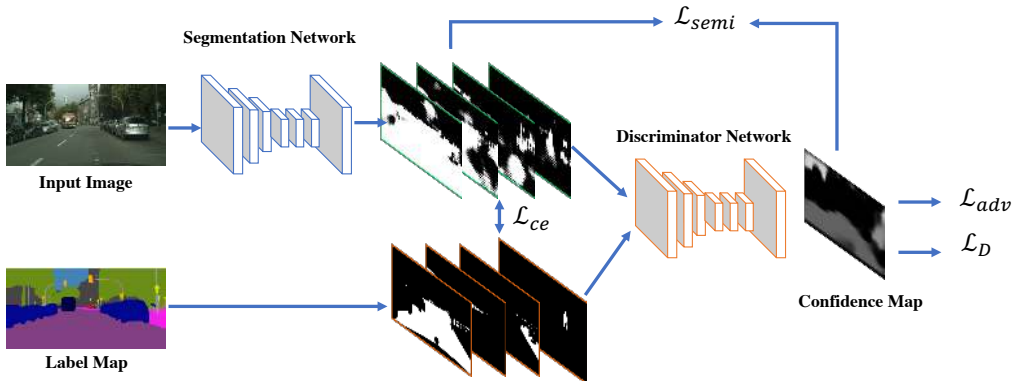 ℒ_semi
Segmentation Network
Discriminator Network
Input Image
ℒ_ce
ℒ_adv
ℒ_D
Confidence Map
Label Map